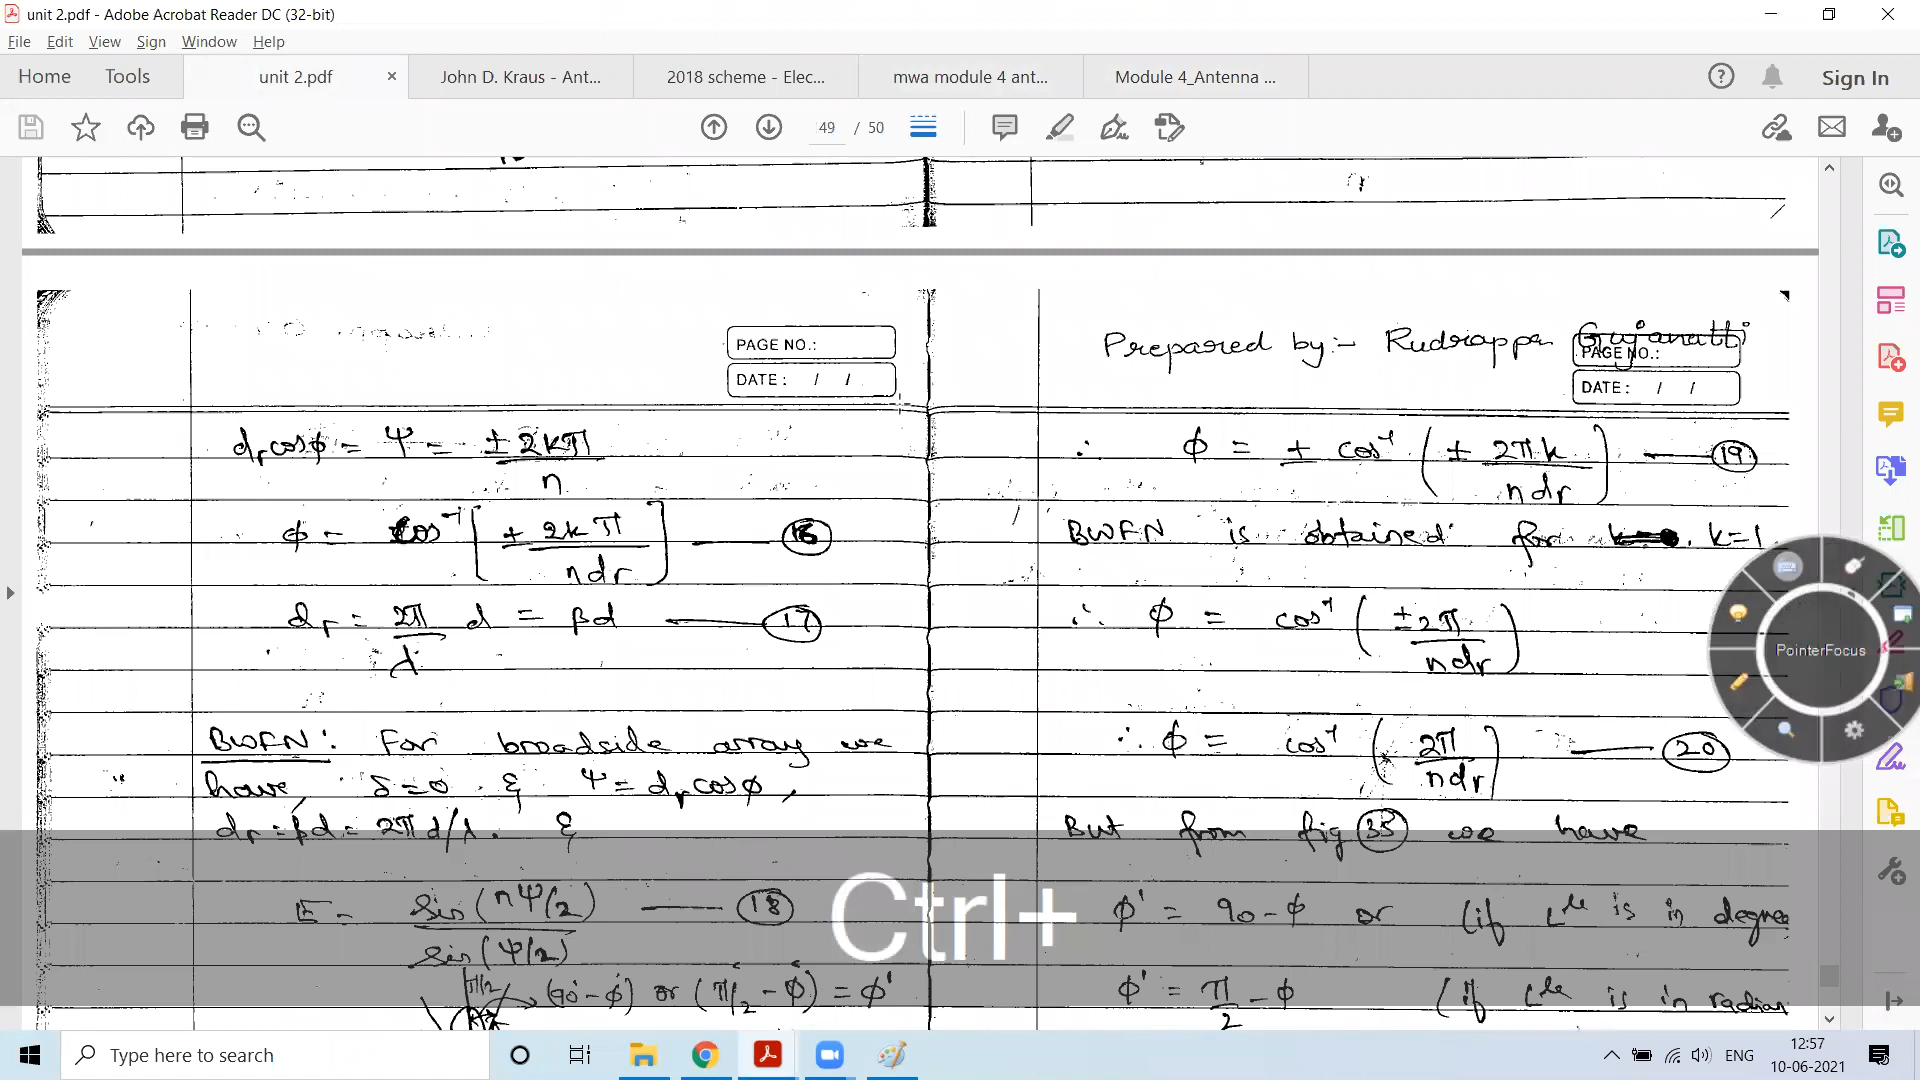 unit 2.pdf - Adobe Acrobat Reader DC (32-bit)
File Edit View Sign Window Help
Home Tools unit 2.pdf × John D. Kraus - Ant... 2018 scheme - Elec... mwa module 4 ant... Module 4_Antenna ... Sign In
49 / 50
PAGE NO.:
DATE: / /
d_r cosϕ = Ψ = ± 2kπ / n
ϕ = cos⁻¹ [ ± 2kπ / ndr ] — 16
d_r = 2π/λ d = βd — 17
BWFN: For broadside array we
have, δ=0 & Ψ = d_r cosϕ,
dr = βd = 2πd/λ. &
E = sin(nΨ/2) / sin(Ψ/2) — 18
π/2 → (90-ϕ) or (π/2 - ϕ) = ϕ'
Prepared by:- Rudrappa Gujanatti
PAGE NO.:
DATE: / /
∴ ϕ = ± cos⁻¹ ( ± 2πk / ndr ) — 19
BWFN is obtained for k=1
∴ ϕ = cos⁻¹ ( ±2π / ndr )
∴ ϕ = cos⁻¹ ( 2π / ndr ) — 20
But from fig 35 we have
ϕ' = 90-ϕ or (if is in degree
ϕ' = π/2 - ϕ (if is in radian
Ctrl+
PointerFocus
Type here to search
ENG
12:57
10-06-2021